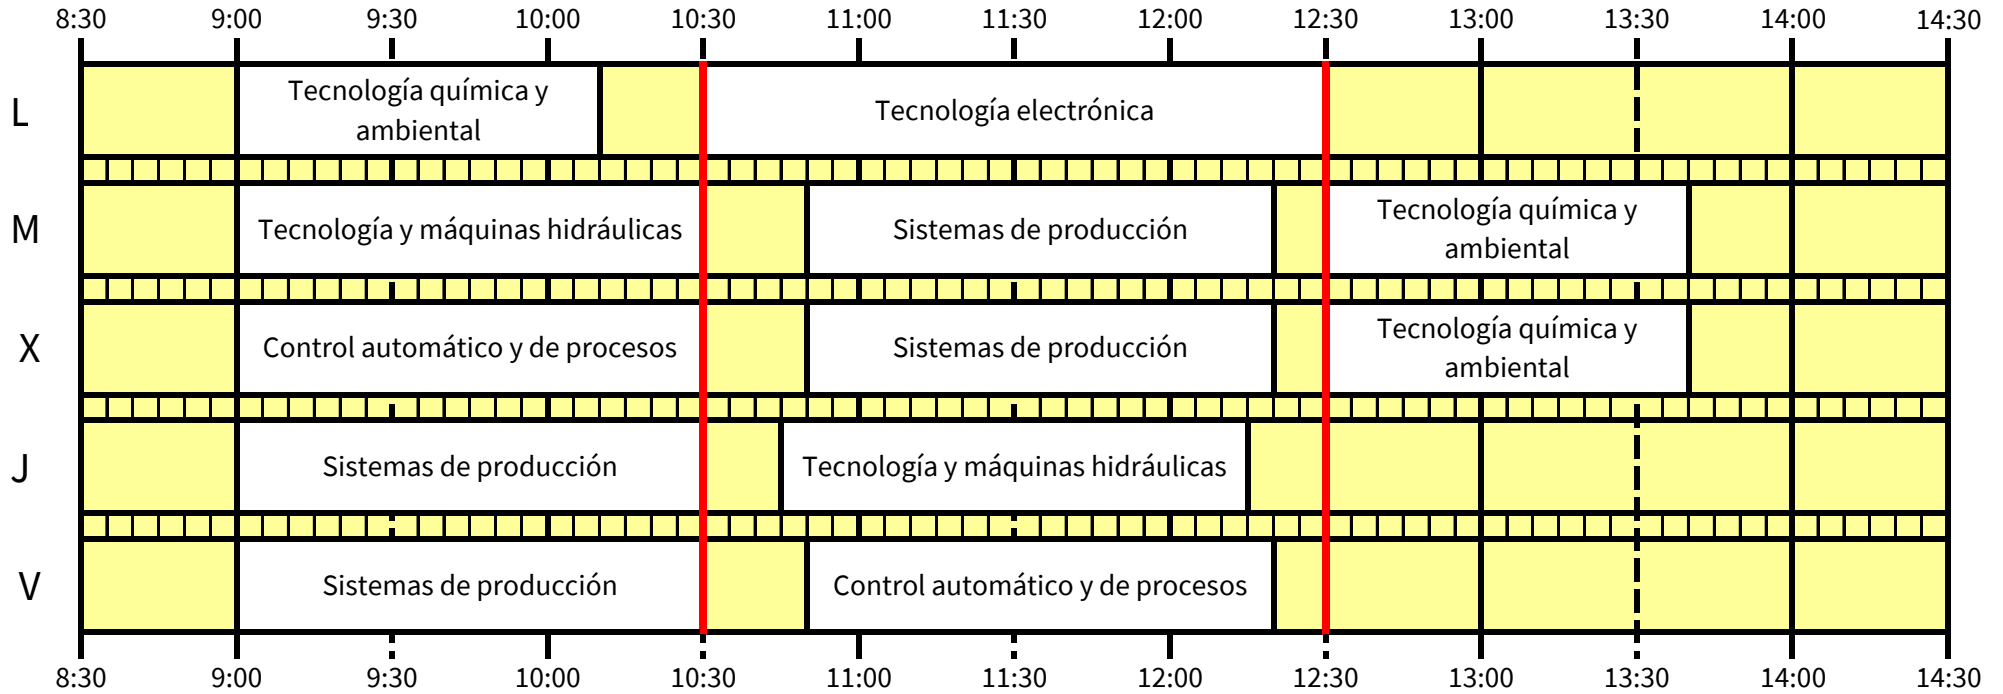 8:30 9:00 9:30 10:00 10:30 11:00 11:30 12:00 12:30 13:00 13:30 14:00 14:30
L
Tecnología química y
ambiental
Tecnología electrónica
M
Tecnología y máquinas hidráulicas
Sistemas de producción
Tecnología química y
ambiental
X
Control automático y de procesos
Sistemas de producción
Tecnología química y
ambiental
J
Sistemas de producción
Tecnología y máquinas hidráulicas
V
Sistemas de producción
Control automático y de procesos
8:30 9:00 9:30 10:00 10:30 11:00 11:30 12:00 12:30 13:00 13:30 14:00 14:30